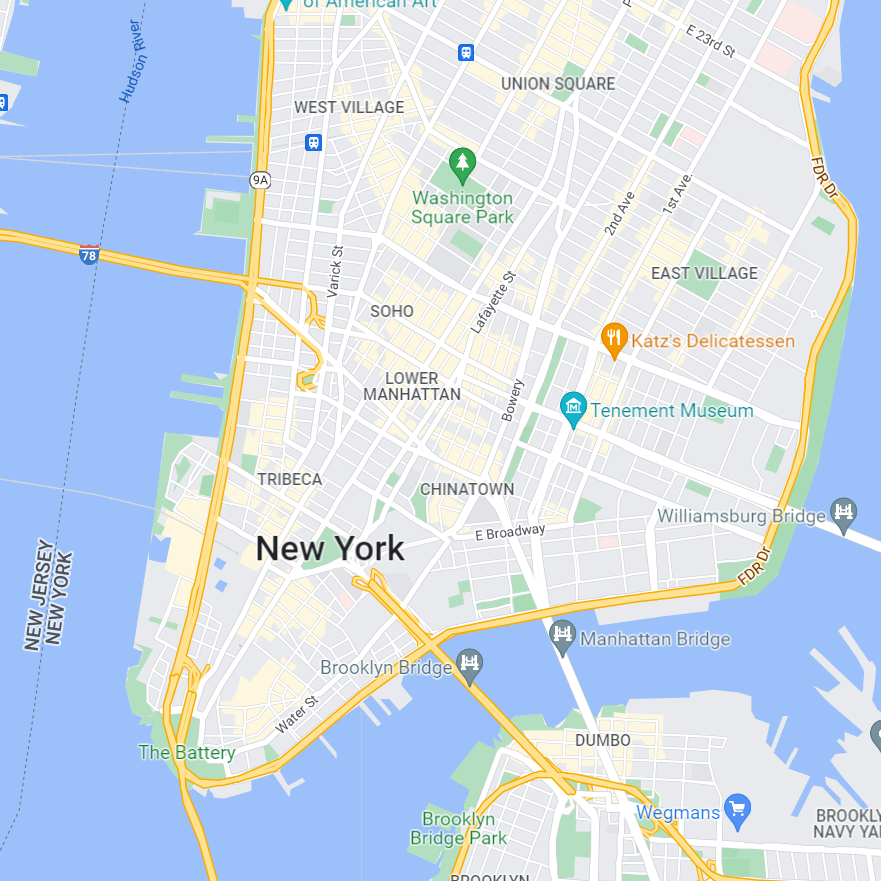 of American Art
E 23rd St
Hudson River
UNION SQUARE
WEST VILLAGE
9A
FDR Dr
Washington
Square Park
2nd Ave
1st Ave.
78
Varick St
Lafayette St
EAST VILLAGE
SOHO
Katz's Delicatessen
LOWER
MANHATTAN
Bowery
Tenement Museum
TRIBECA
CHINATOWN
Williamsburg Bridge
E Broadway
New York
FDR Dr
NEW JERSEY
NEW YORK
Manhattan Bridge
Brooklyn Bridge
Water St
The Battery
DUMBO
Wegmans
Brooklyn
Bridge Park
BROOKLY
NAVY YA
BROOKLYN